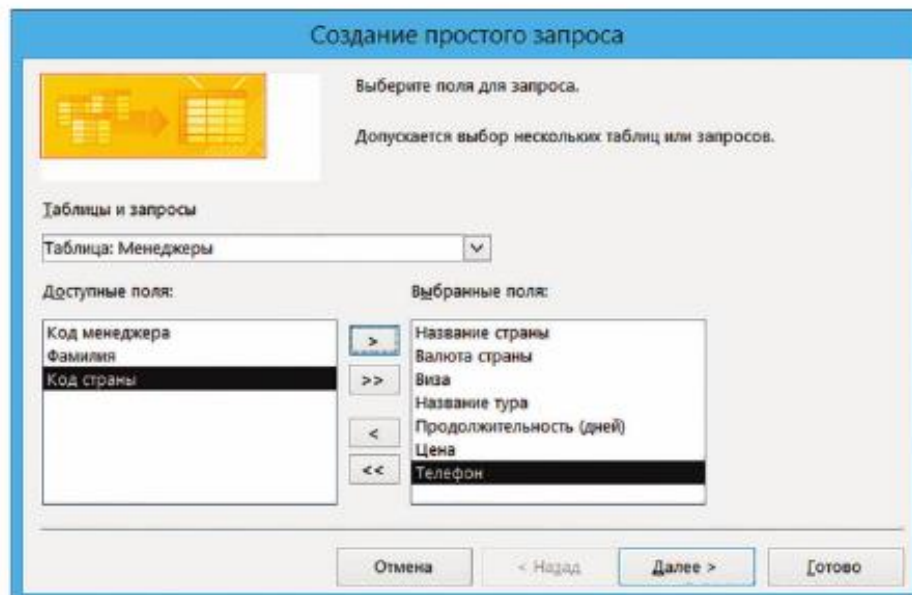 Создание простого запроса
Выберите поля для запроса.
Допускается выбор нескольких таблиц или запросов.
Таблицы и запросы
Таблица: Менеджеры
Доступные поля:
Выбранные поля:
Код менеджера
Фамилия
Код страны
>
>>
<
<<
Название страны
Валюта страны
Виза
Название тура
Продолжительность (дней)
Цена
Телефон
Отмена
< Назад
Далее >
Готово